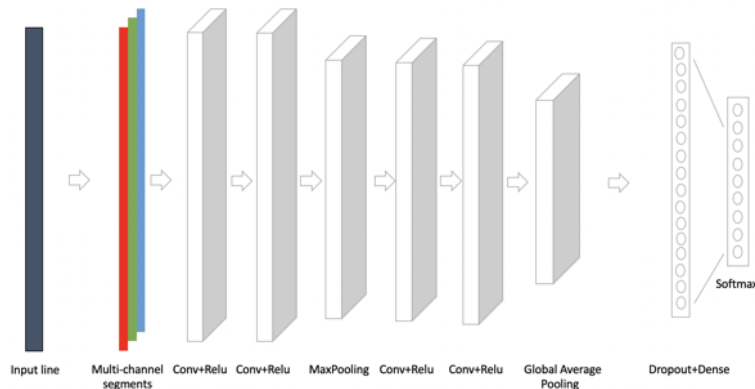 Input line
Multi-channel
segments
Conv+Relu
Conv+Relu
MaxPooling
Conv+Relu
Conv+Relu
Global Average
Pooling
Dropout+Dense
Softmax